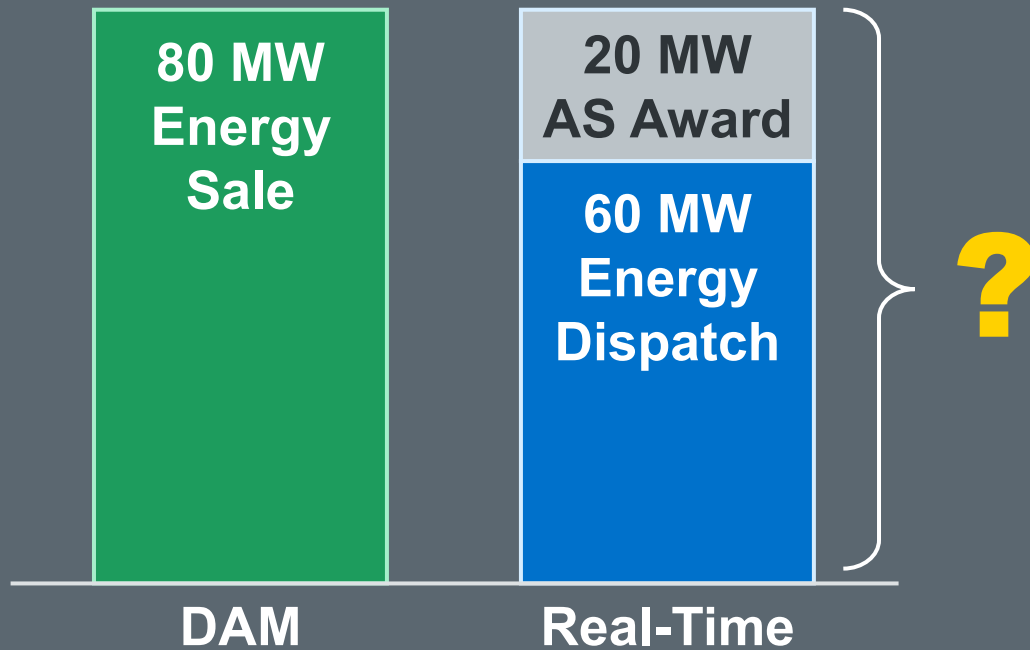 80 MW
Energy
Sale
20 MW
AS Award
60 MW
Energy
Dispatch
?
DAM
Real-Time